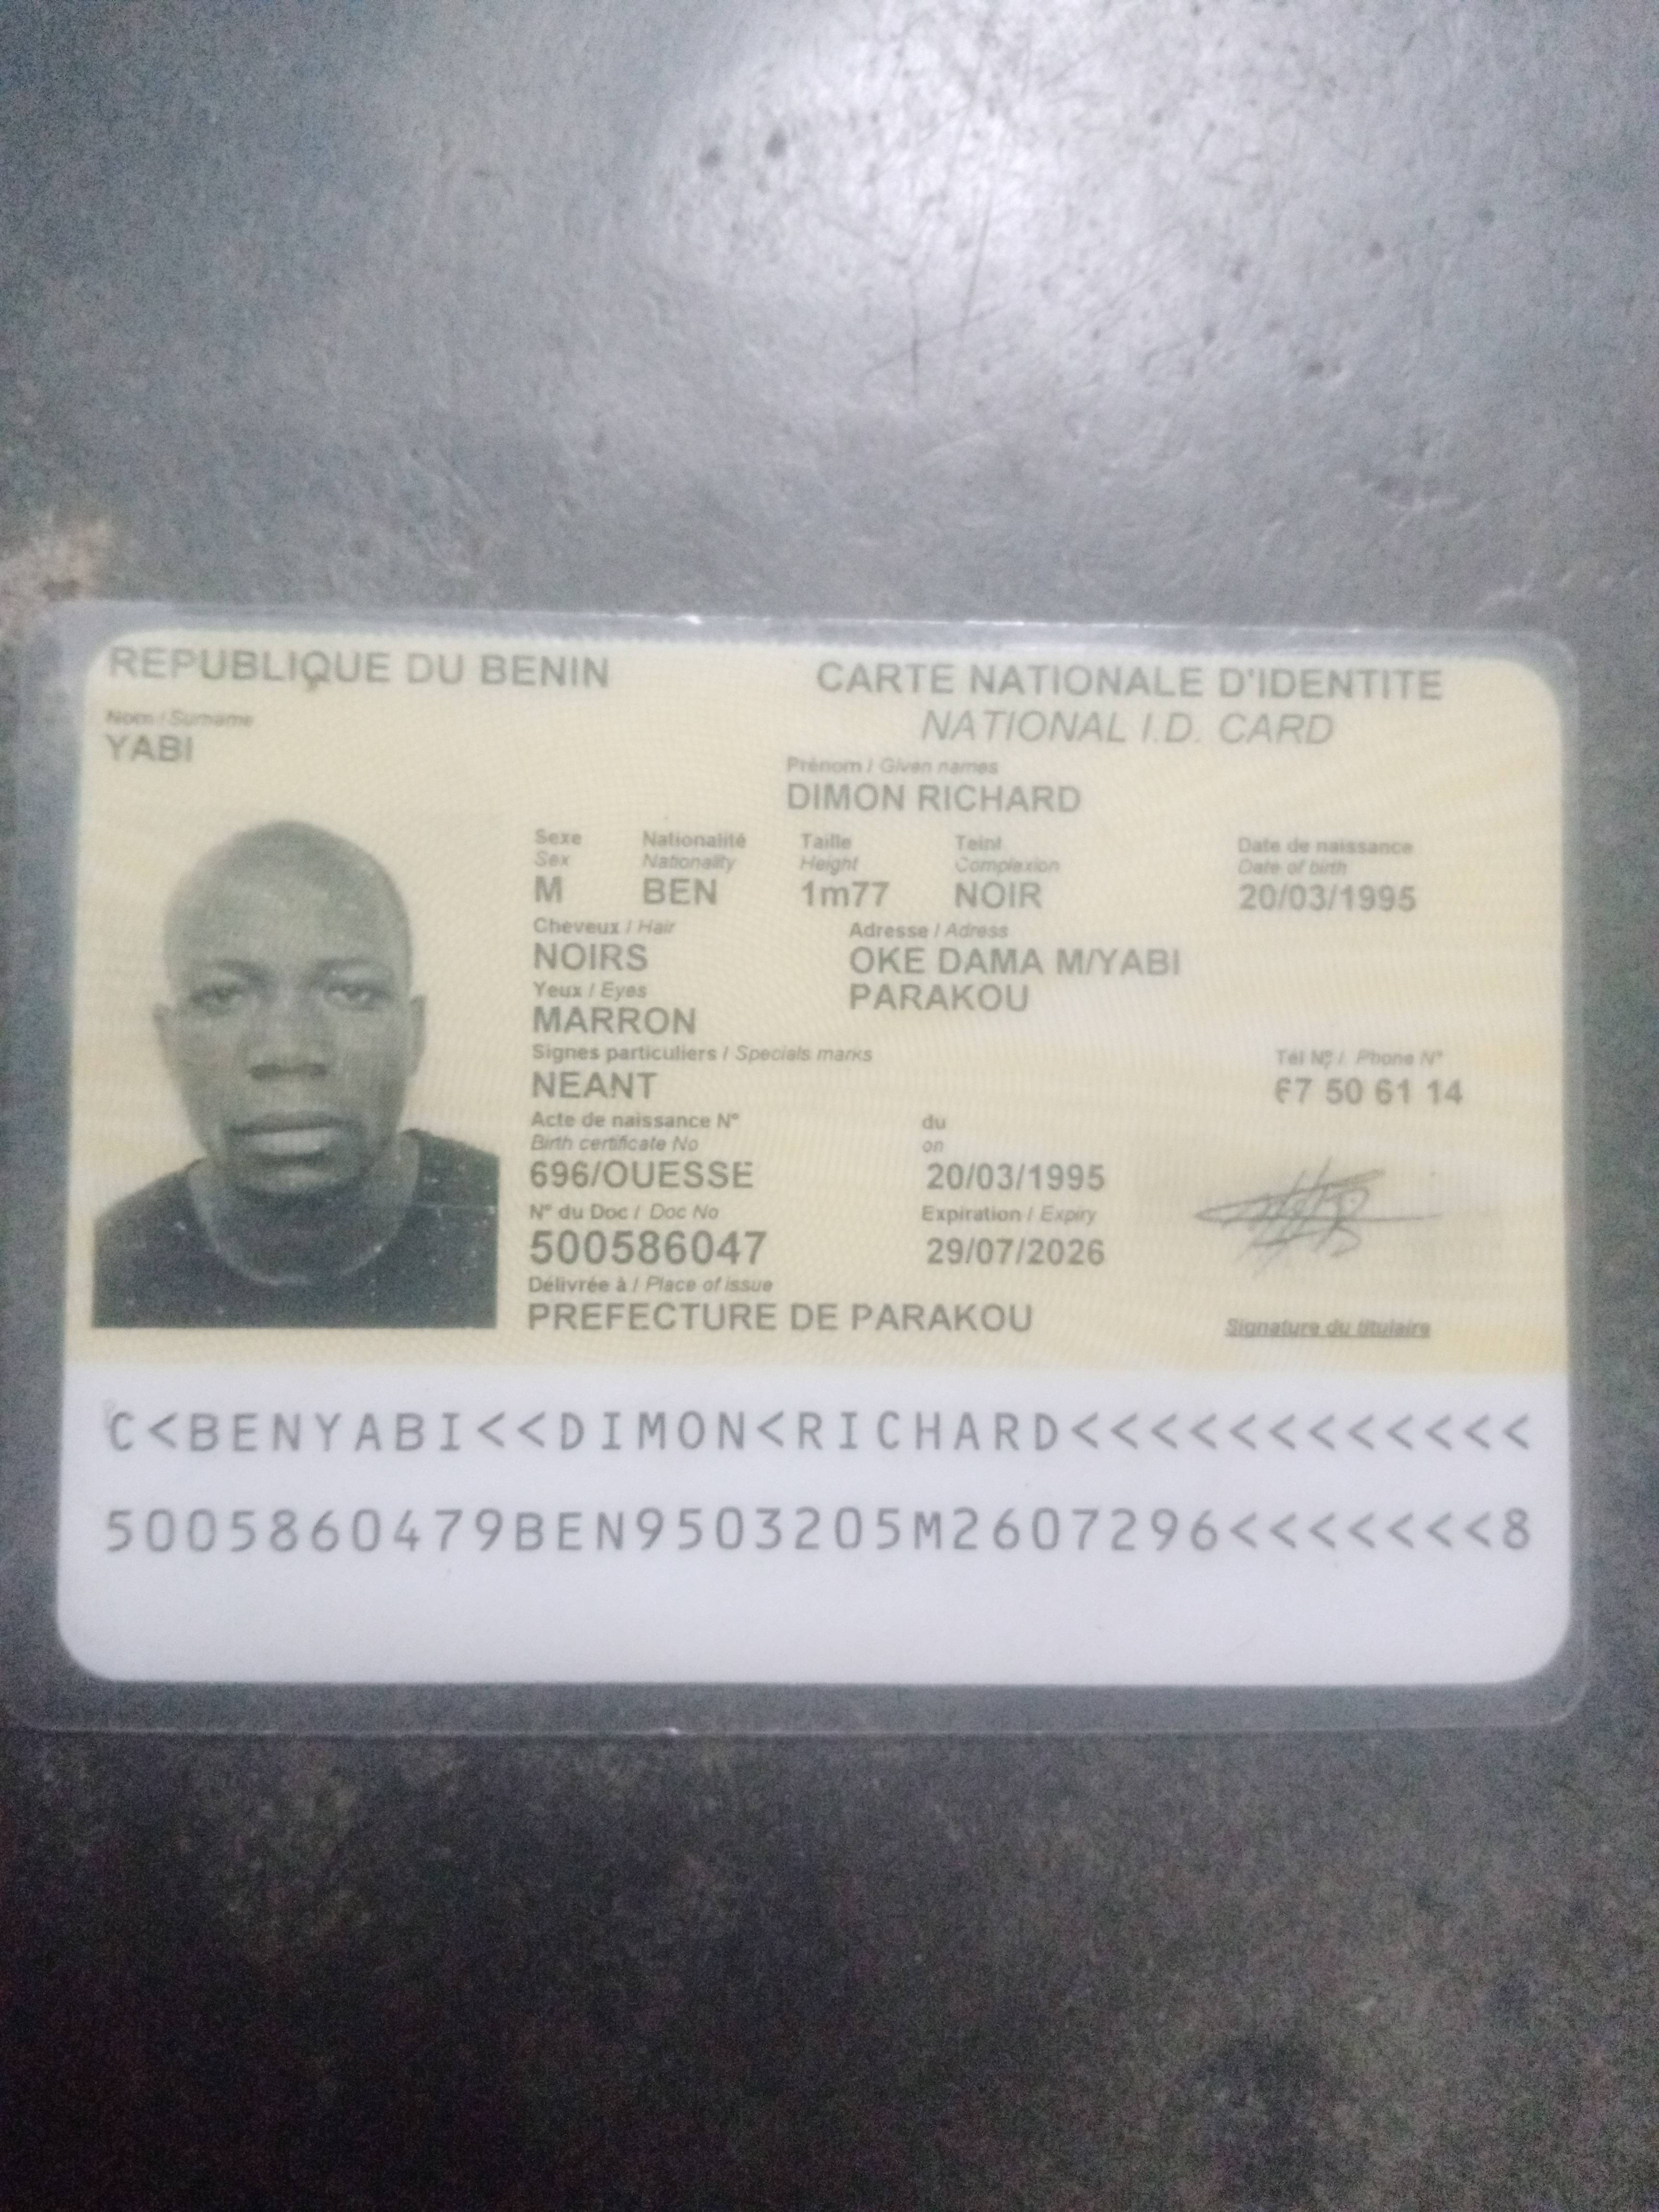 REPUBLIQUE DU BENIN
CARTE NATIONALE D'IDENTITE
NATIONAL I.D. CARD
Nom / Surname
YABI
Prénom / Given names
DIMON RICHARD
Sexe Nationalité Taille Teint Date de naissance
Sex Nationality Height Complexion Date of birth
M BEN 1m77 NOIR 20/03/1995
Cheveux / Hair Adresse / Adress
NOIRS OKE DAMA M/YABI
Yeux / Eyes PARAKOU
MARRON
Signes particuliers / Specials marks Tél Nº / Phone N°
NEANT 67 50 61 14
Acte de naissance N° du
Birth certificate No on
696/OUESSE 20/03/1995
N° du Doc / Doc No Expiration / Expiry
500586047 29/07/2026
Délivrée à / Place of issue
PREFECTURE DE PARAKOU Signature du titulaire
C<BENYABI<<DIMON<RICHARD<<<<<<<<<<<<
5005860479BEN9503205M2607296<<<<<<<8